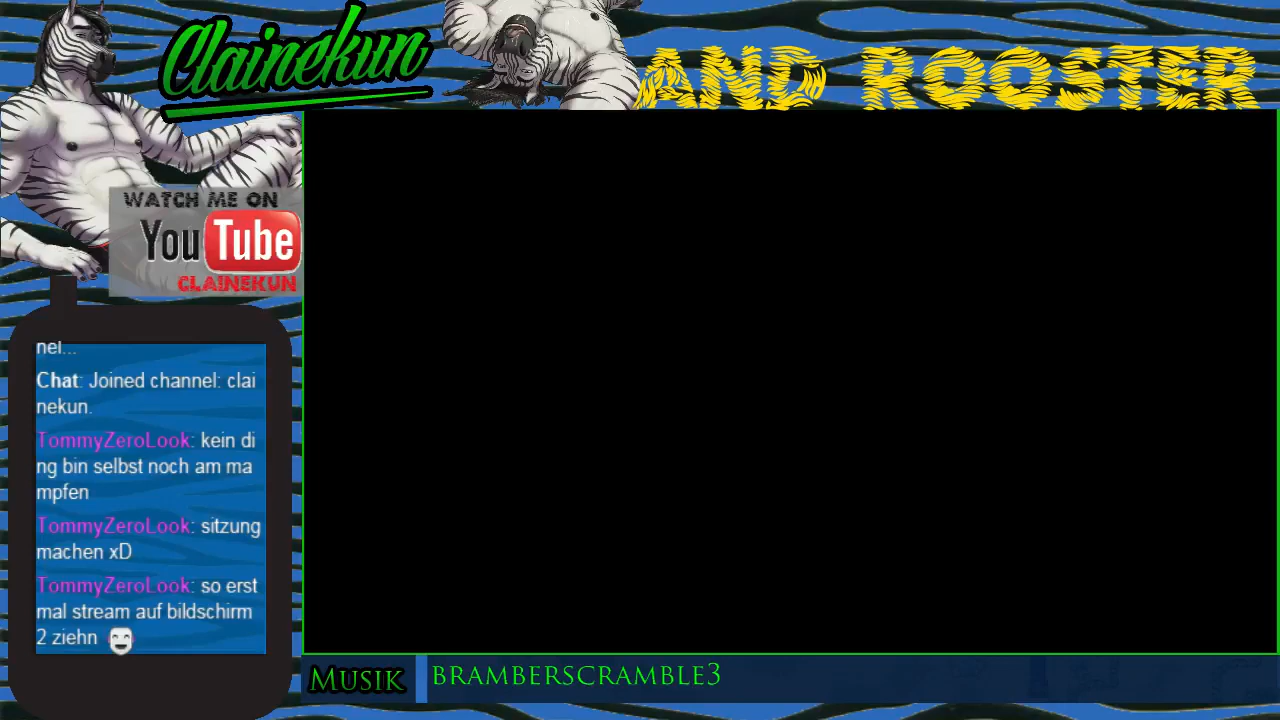 Clainekun
AND ROOSTER
WATCH ME ON
YouTube
CLAINEKUN
nel...
Chat: Joined channel: clai
nekun.
TommyZeroLook: kein di
ng bin selbst noch am ma
mpfen
TommyZeroLook: sitzung
machen xD
TommyZeroLook: so erst
mal stream auf bildschirm
2 ziehn
Musik
BRAMBERSCRAMBLE3